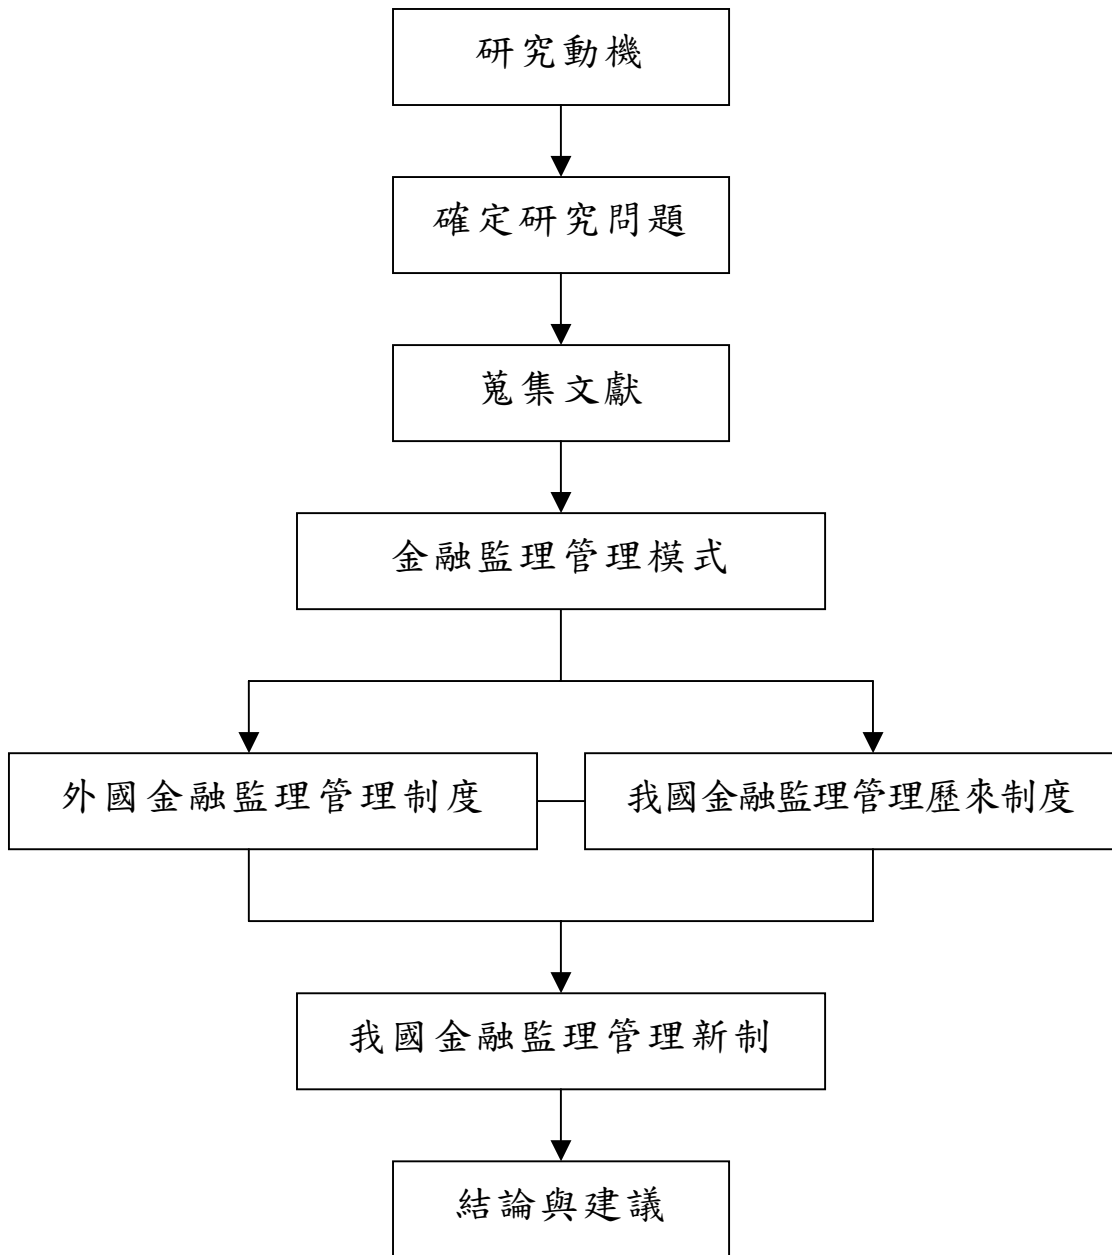 研究動機
確定研究問題
蒐集文獻
金融監理管理模式
外國金融監理管理制度
我國金融監理管理歷來制度
我國金融監理管理新制
結論與建議